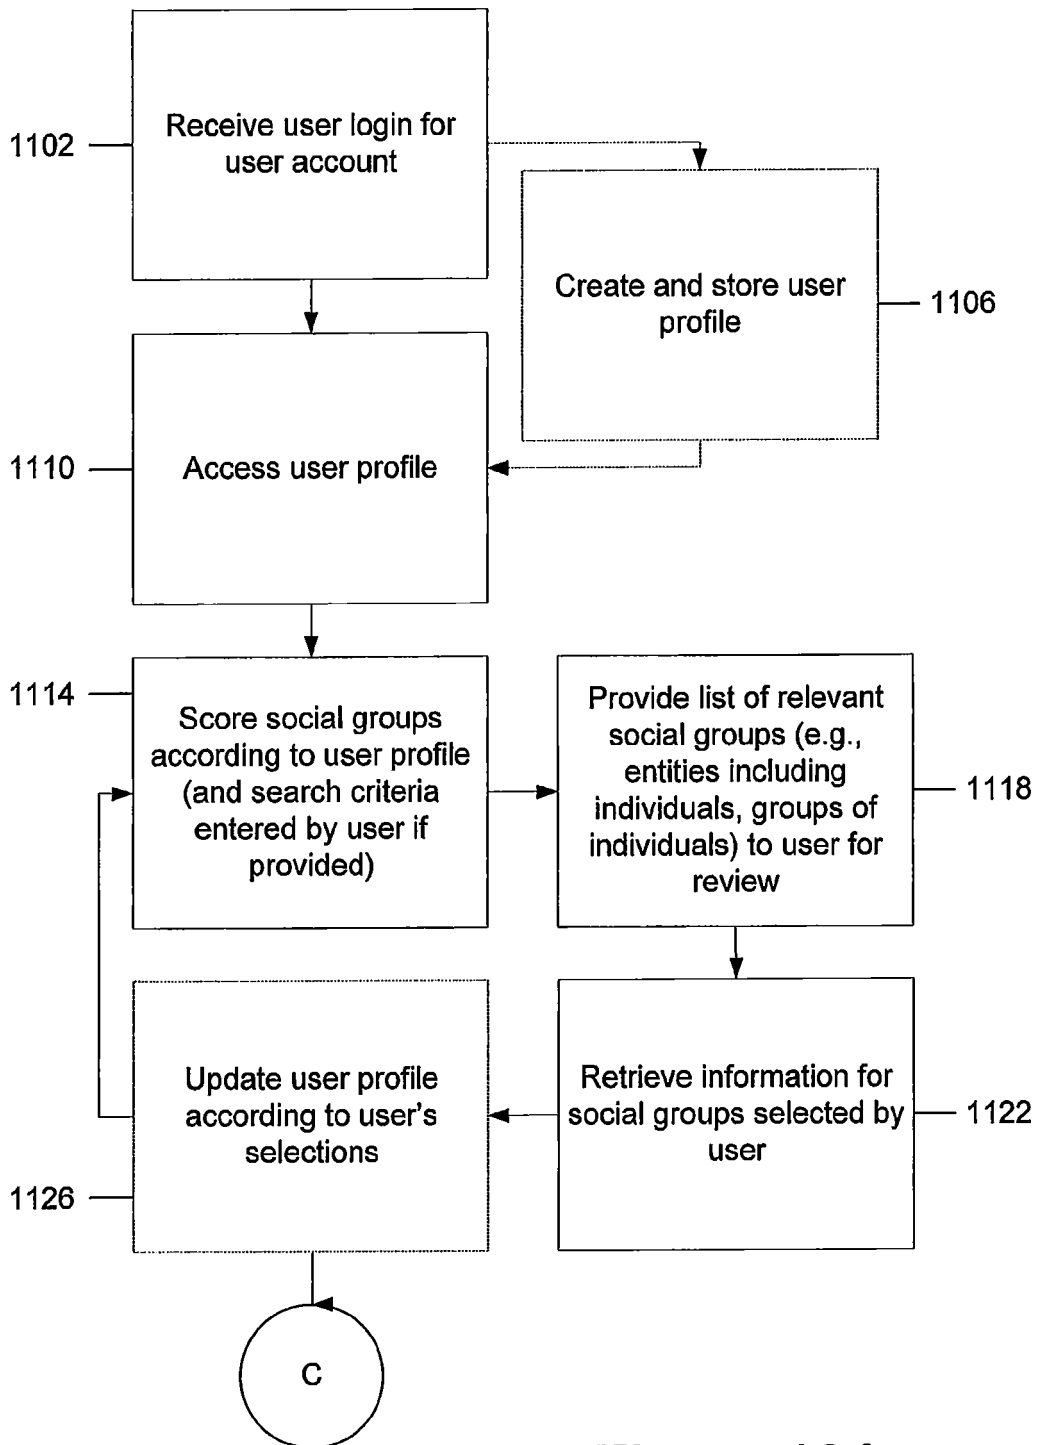 Receive user login for
user account
1102
Create and store user
profile
1106
Access user profile
1110
1114
Score social groups
according to user profile
(and search criteria
entered by user if
provided)
Provide list of relevant
social groups (e.g.,
entities including
individuals, groups of
individuals) to user for
review
1118
Retrieve information for
social groups selected by
user
1122
Update user profile
according to user's
selections
1126
C